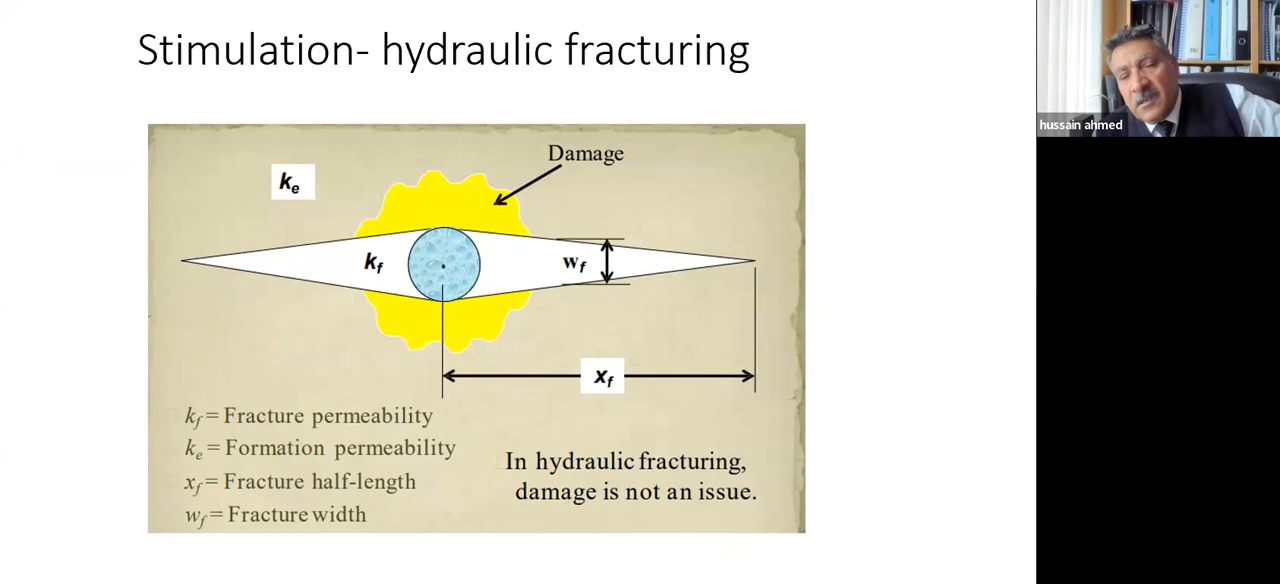 Stimulation- hydraulic fracturing
hussain ahmed
Damage
ke
kf
wf
xf
kf= Fracture permeability
ke= Formation permeability
xf= Fracture half-length
wf= Fracture width
In hydraulic fracturing,
damage is not an issue.